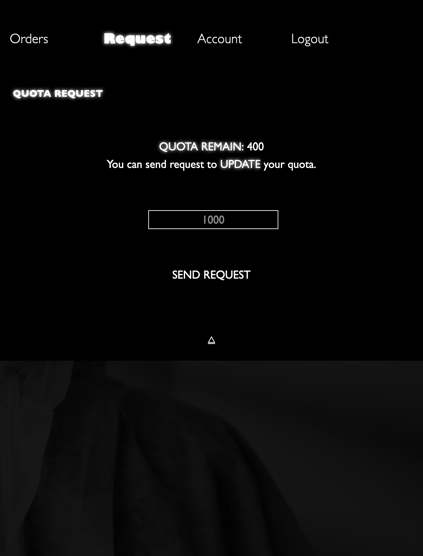 Orders Request Account Logout
QUOTA REQUEST
QUOTA REMAIN: 400
You can send request to UPDATE your quota.
1000
SEND REQUEST